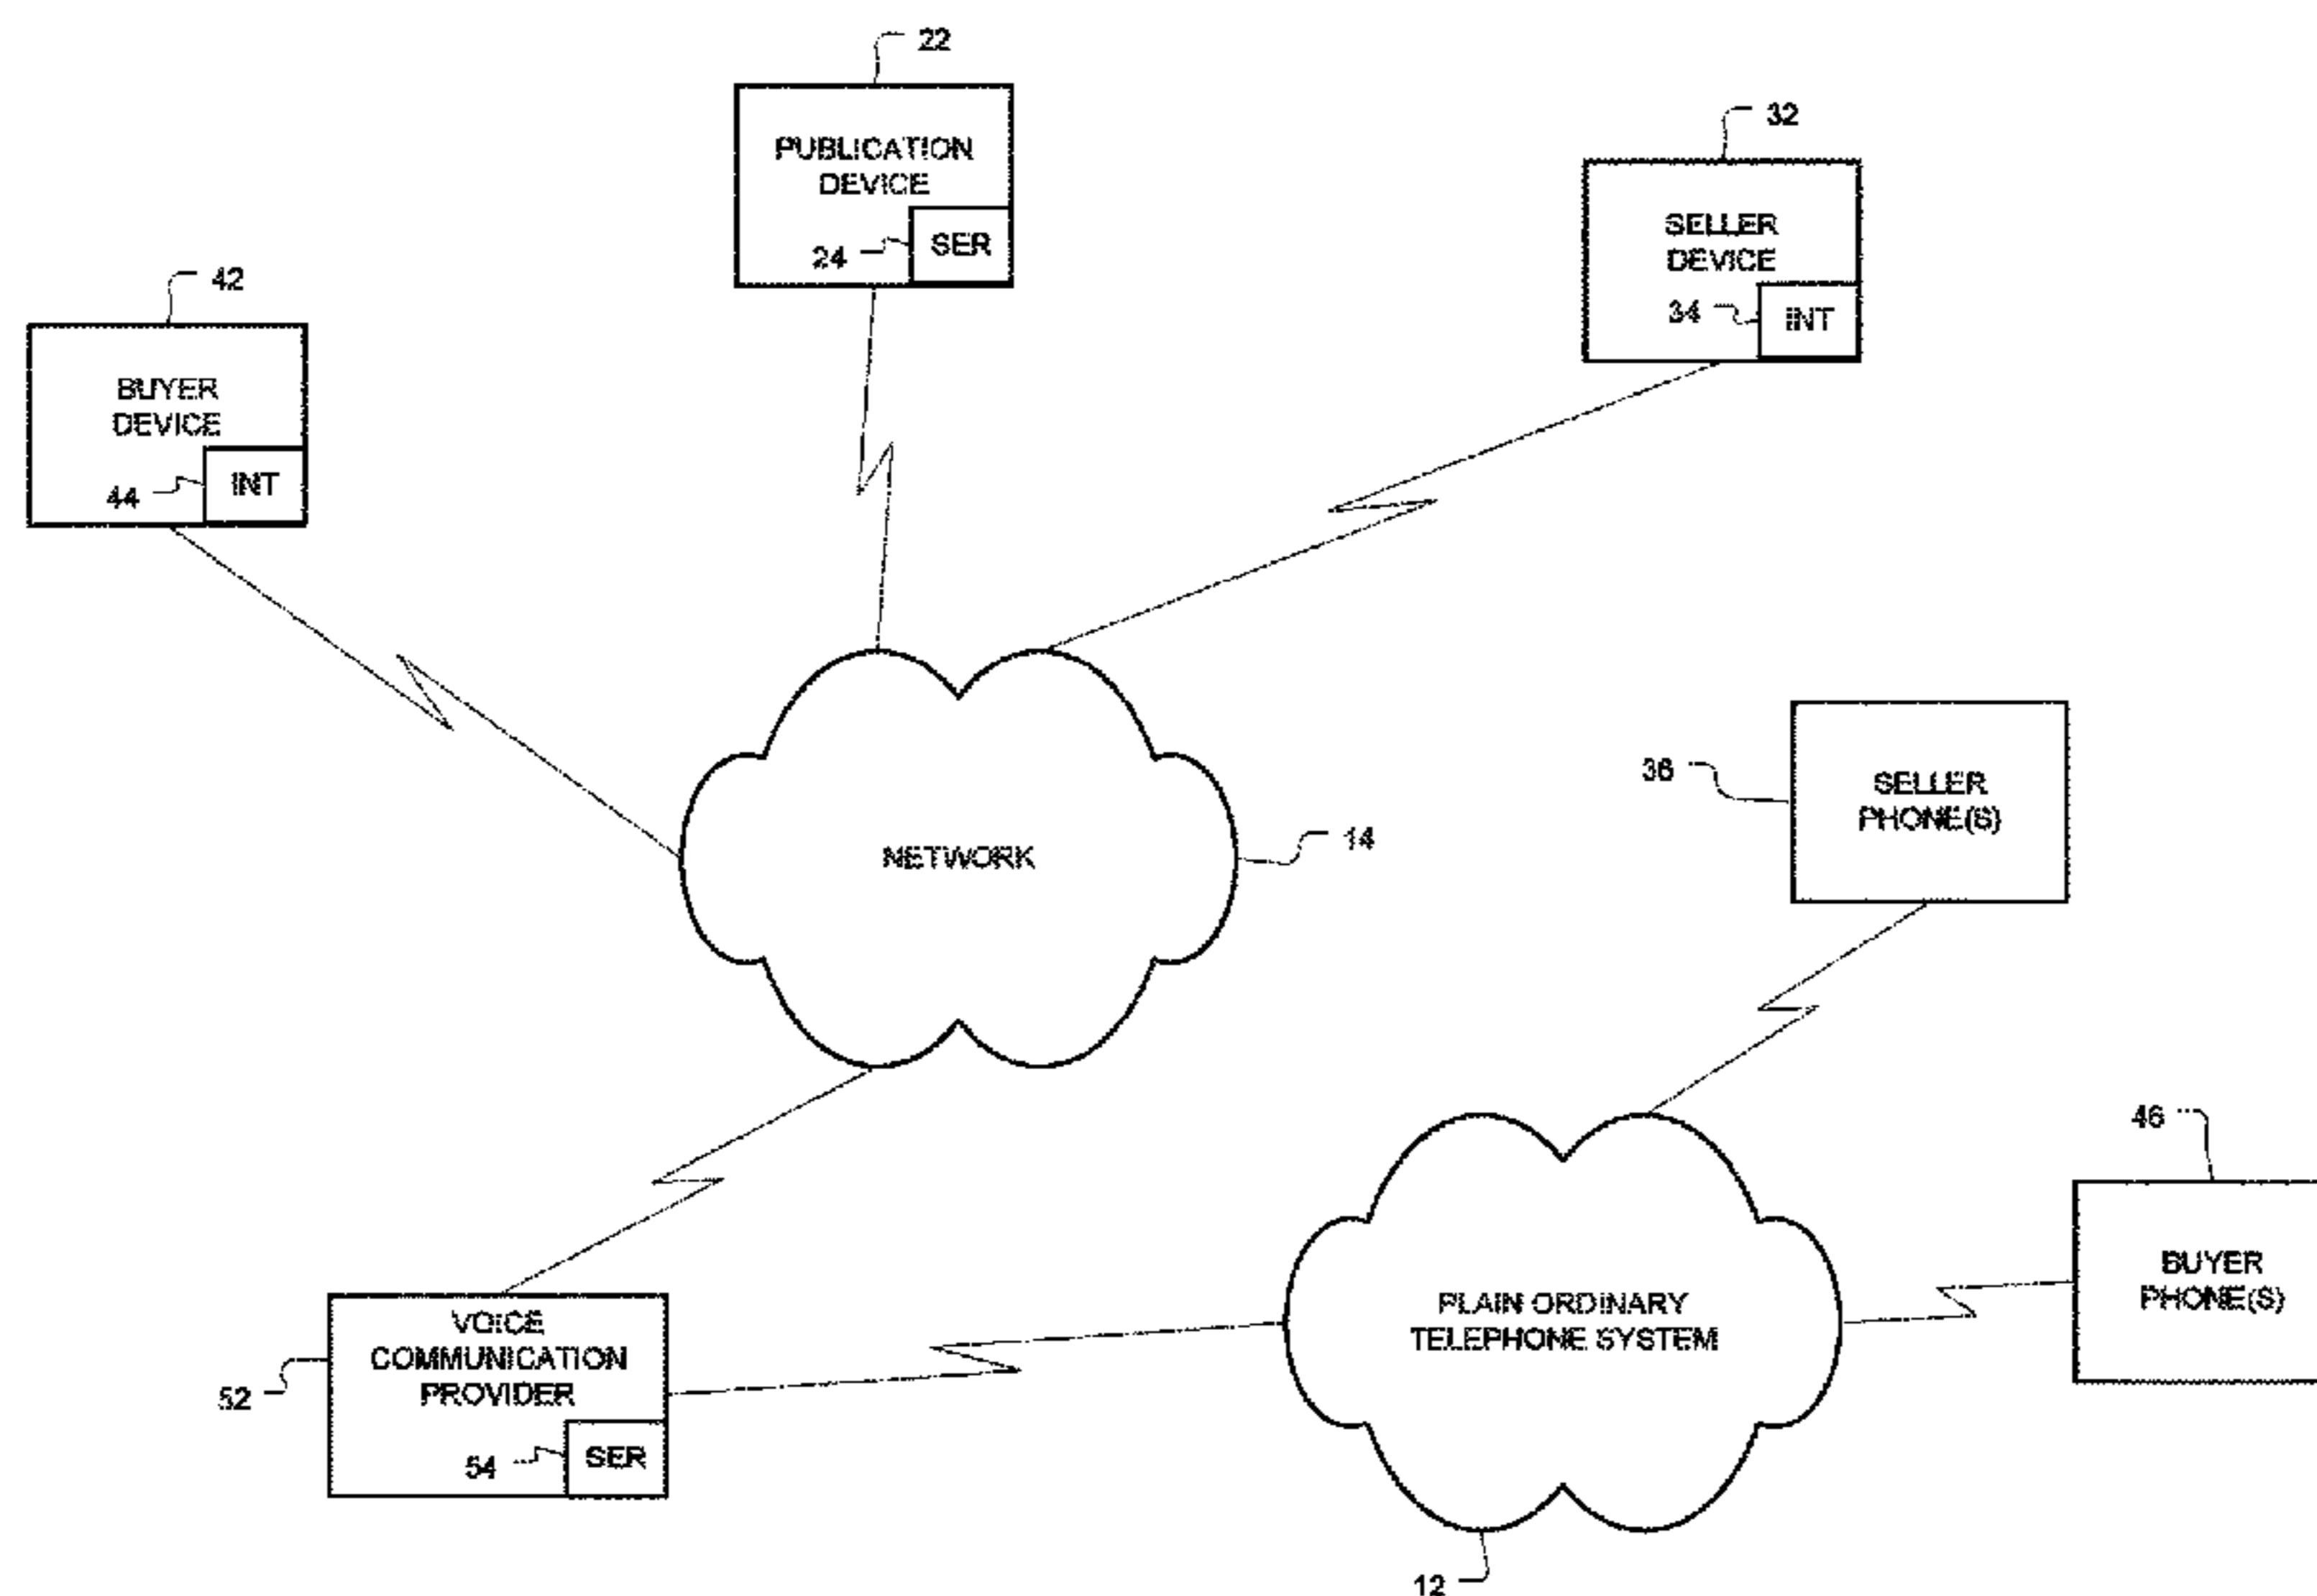 22
PUBLICATION
DEVICE
24
SER
32
SELLER
DEVICE
34
INT
42
BUYER
DEVICE
44
INT
NETWORK
14
36
SELLER
PHONE(S)
46
BUYER
PHONE(S)
VOICE
COMMUNICATION
PROVIDER
52
54
SER
PLAIN ORDINARY
TELEPHONE SYSTEM
12